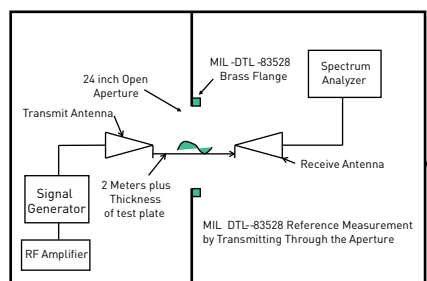 MIL -DTL -83528
Brass Flange
Spectrum
Analyzer
24 inch Open
Aperture
Transmit Antenna
Receive Antenna
2 Meters plus
Thickness
of test plate
Signal
Generator
RF Amplifier
MIL  DTL--83528 Reference Measurement
by Transmitting Through the Aperture